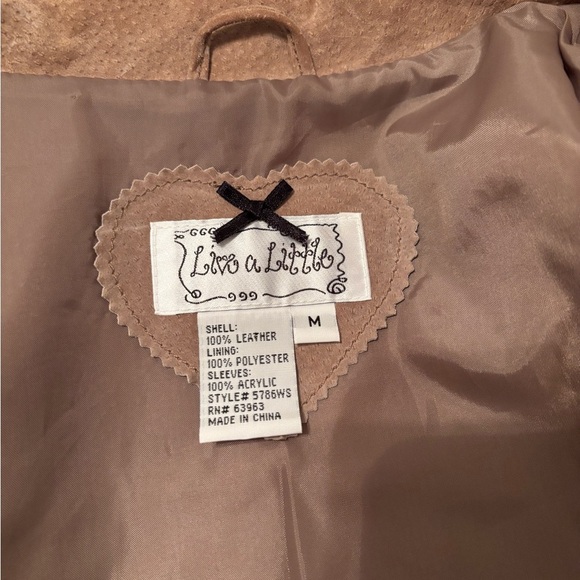 Live a Little
M
SHELL:
100% LEATHER
LINING:
100% POLYESTER
SLEEVES:
100% ACRYLIC
STYLE# 5786WS
RN# 63963
MADE IN CHINA